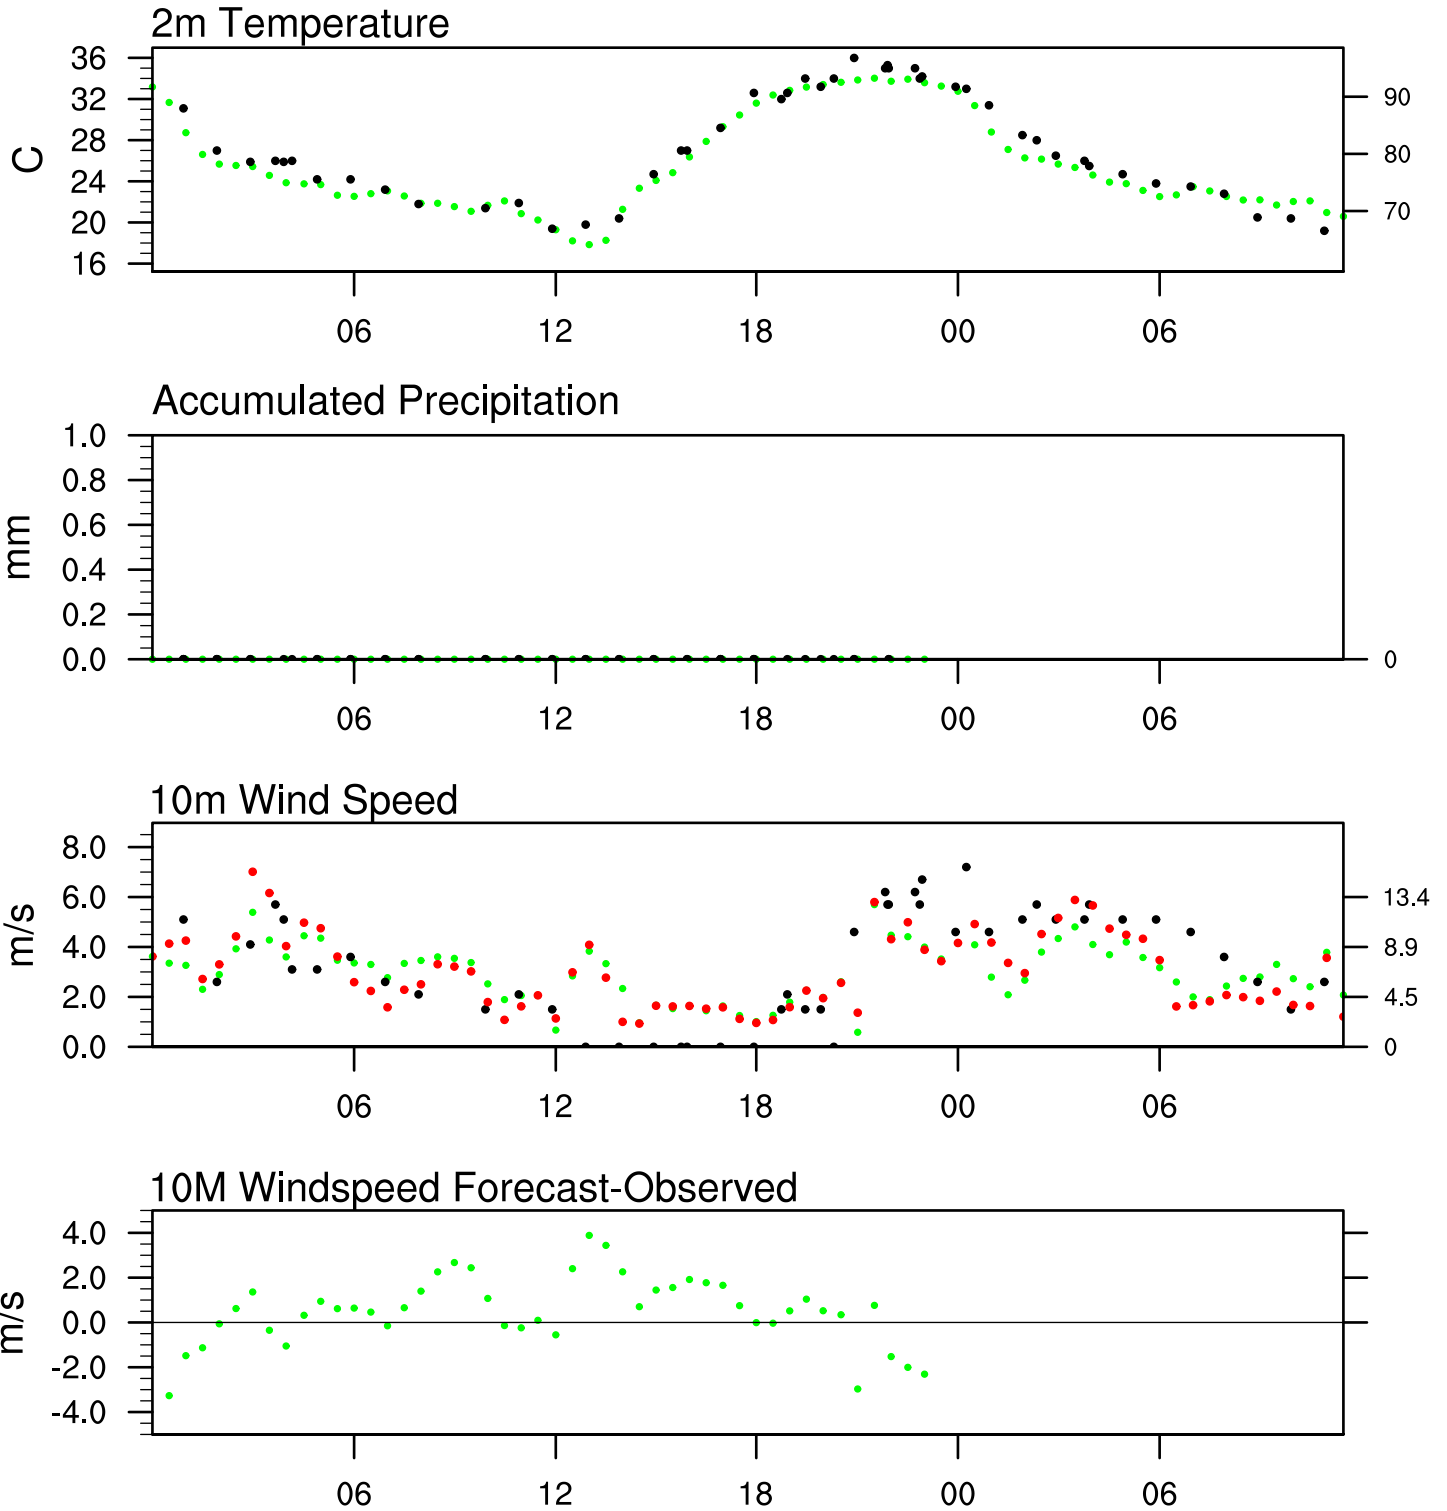 2m Temperature
36
32
28
24
20
16
C
90
80
70
06 12 18 00 06
Accumulated Precipitation
1.0
0.8
0.6
0.4
0.2
0.0
mm
0
06 12 18 00 06
10m Wind Speed
8.0
6.0
4.0
2.0
0.0
m/s
13.4
8.9
4.5
0
06 12 18 00 06
10M Windspeed Forecast-Observed
4.0
2.0
0.0
-2.0
-4.0
m/s
06 12 18 00 06